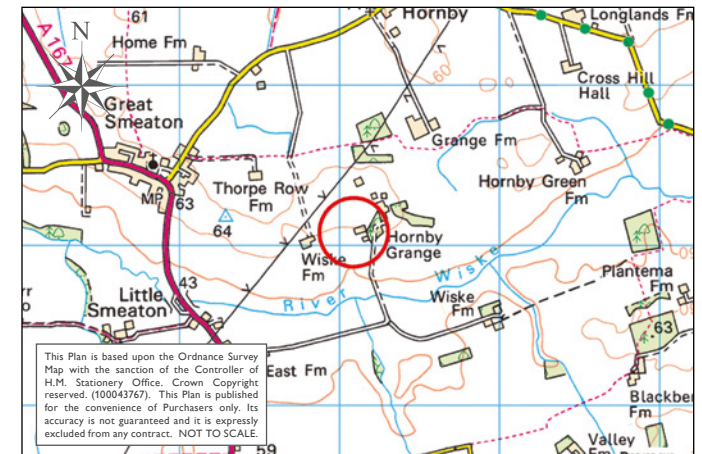 61
Hornby
Longlands Fm
A 167
N
Home Fm
60
Cross Hill
Hall
Great
Smeaton
Grange Fm
Thorpe Row
Fm
Hornby Green
Fm
MP
63
64
Hornby
Grange
Wiske
Fm
River Wiske
Plantema
Fm
43
Little
Smeaton
Wiske
Fm
63
This Plan is based upon the Ordnance Survey
Map with the sanction of the Controller of
H.M. Stationery Office. Crown Copyright
reserved. (100043767). This Plan is published
for the convenience of Purchasers only. Its
accuracy is not guaranteed and it is expressly
excluded from any contract. NOT TO SCALE.
East Fm
Blackbe
Fm
Valley
Fm
59